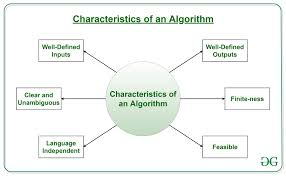 Characteristics of an Algorithm
Well-Defined
Inputs
Well-Defined
Outputs
Clear and
Unambiguous
Characteristics of
an Algorithm
Finite-ness
Language
Independent
Feasible